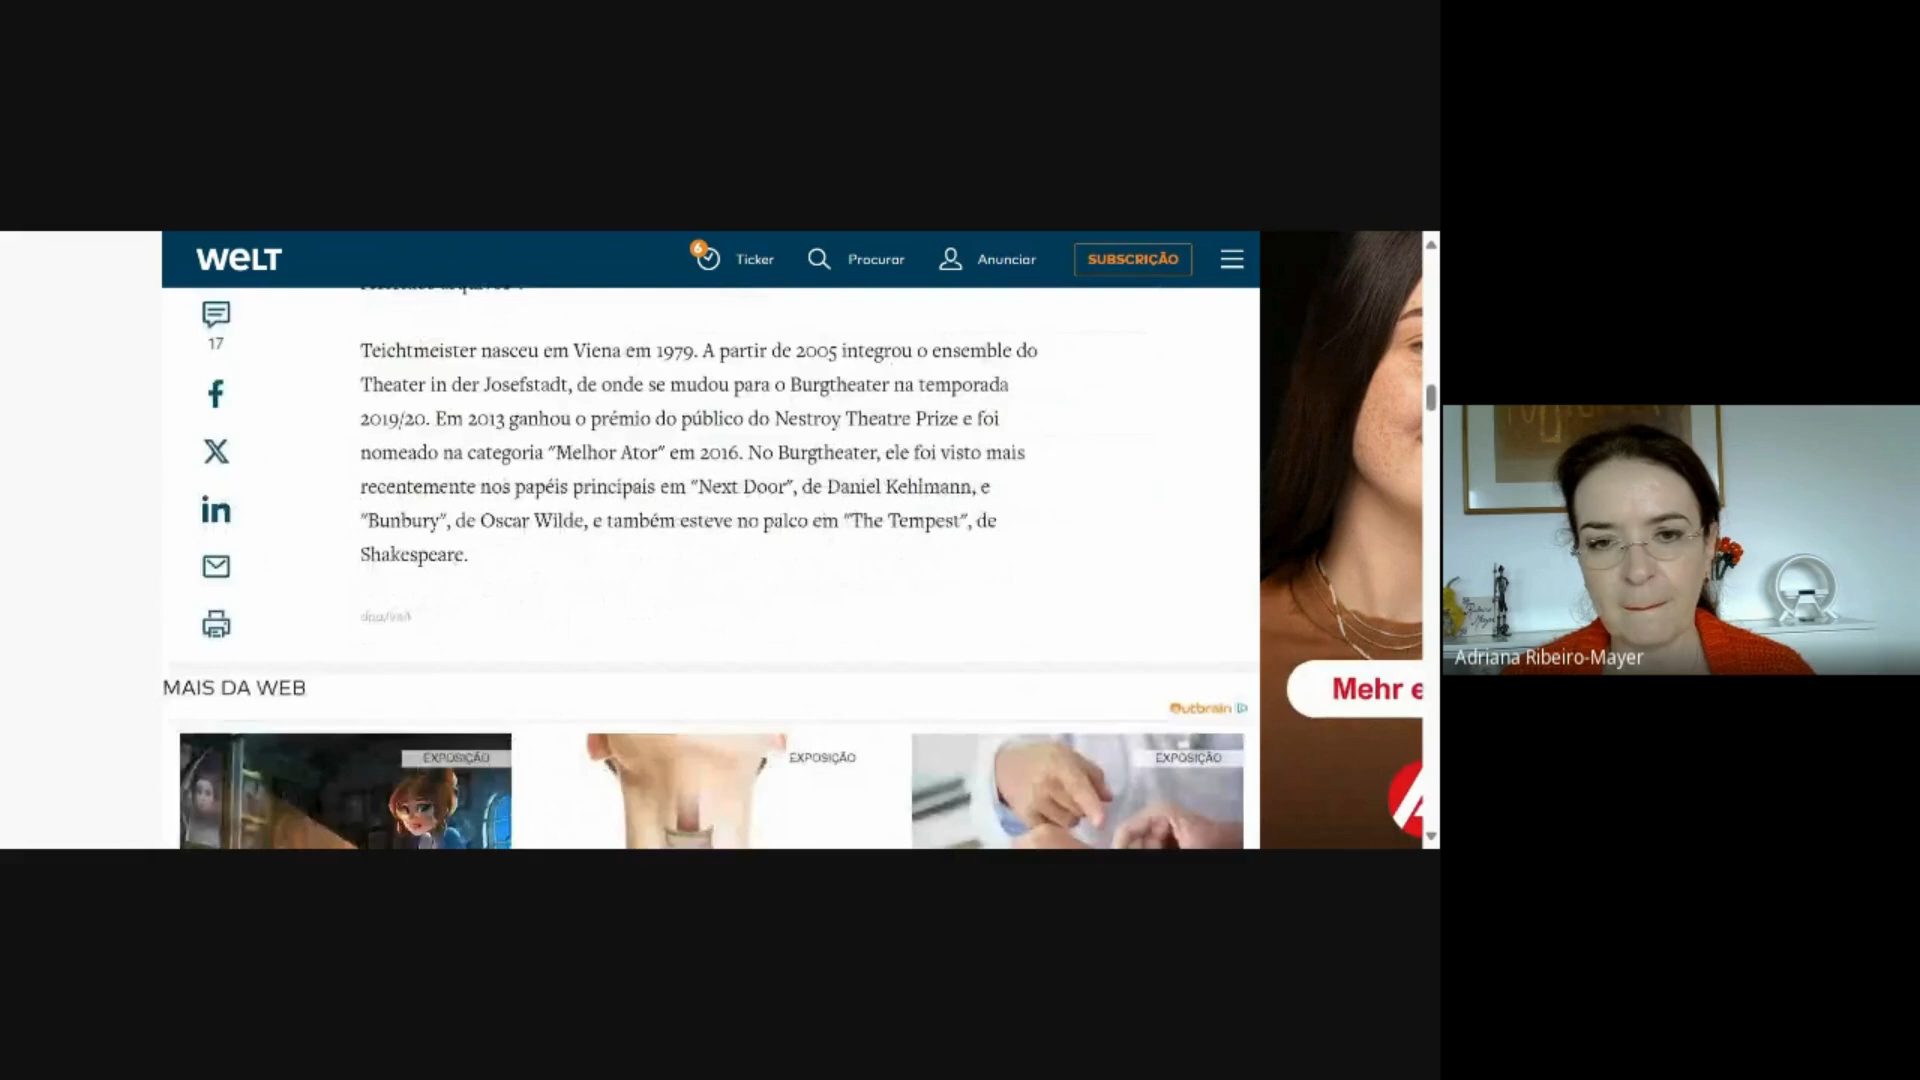 WELT
6
Ticker
Procurar
Anunciar
SUBSCRIÇÃO
17
Teichtmeister nasceu em Viena em 1979. A partir de 2005 integrou o ensemble do
Theater in der Josefstadt, de onde se mudou para o Burgtheater na temporada
2019/20. Em 2013 ganhou o prémio do público do Nestroy Theatre Prize e foi
nomeado na categoria "Melhor Ator" em 2016. No Burgtheater, ele foi visto mais
recentemente nos papéis principais em "Next Door", de Daniel Kehlmann, e
"Bunbury", de Oscar Wilde, e também esteve no palco em "The Tempest", de
Shakespeare.
MAIS DA WEB
Outbrain
EXPOSIÇÃO
EXPOSIÇÃO
EXPOSIÇÃO
Mehr e
Adriana Ribeiro-Mayer